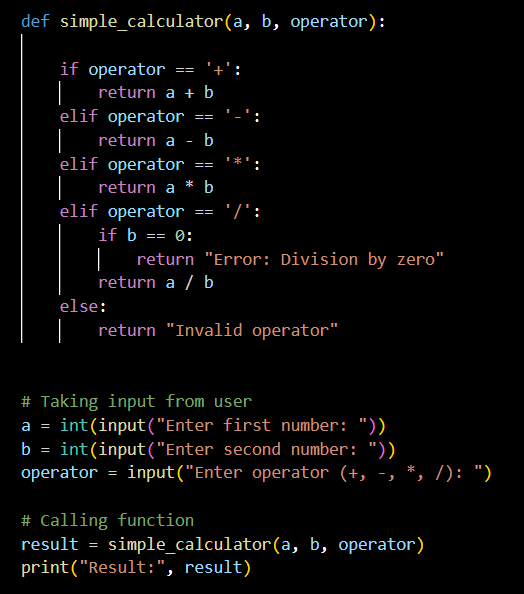 def simple_calculator(a, b, operator):
    if operator == '+':
        return a + b
    elif operator == '-':
        return a - b
    elif operator == '*':
        return a * b
    elif operator == '/':
        if b == 0:
            return "Error: Division by zero"
        return a / b
    else:
        return "Invalid operator"
# Taking input from user
a = int(input("Enter first number: "))
b = int(input("Enter second number: "))
operator = input("Enter operator (+, -, *, /): ")
# Calling function
result = simple_calculator(a, b, operator)
print("Result:", result)